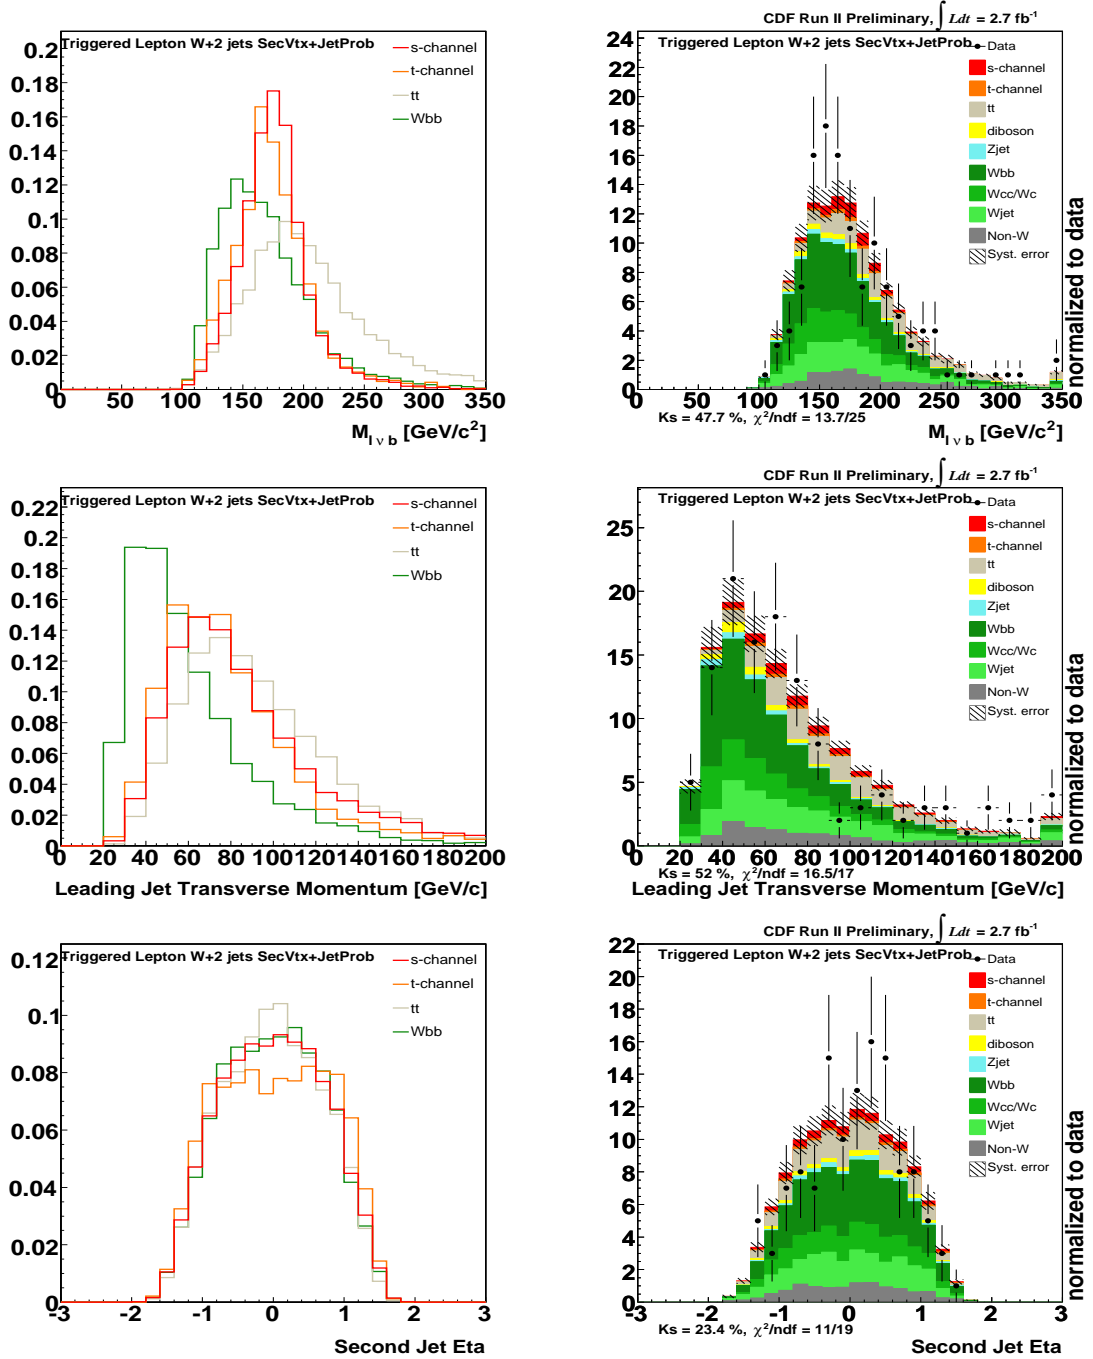 Triggered Lepton W+2 jets SecVtx+JetProb
s-channel
t-channel
tt
Wbb
0.2
0.18
0.16
0.14
0.12
0.1
0.08
0.06
0.04
0.02
0
0 50 100 150 200 250 300 350
M l ν b [GeV/c²]
CDF Run II Preliminary, ∫ Ldt = 2.7 fb⁻¹
Triggered Lepton W+2 jets SecVtx+JetProb
Data
s-channel
t-channel
tt
diboson
Zjet
Wbb
Wcc/Wc
Wjet
Non-W
Syst. error
24
22
20
18
16
14
12
10
8
6
4
2
0
0 50 100 150 200 250 300 350
Ks = 47.7 %, χ²/ndf = 13.7/25
M l ν b [GeV/c²]
normalized to data
Triggered Lepton W+2 jets SecVtx+JetProb
s-channel
t-channel
tt
Wbb
0.22
0.2
0.18
0.16
0.14
0.12
0.1
0.08
0.06
0.04
0.02
0
0 20 40 60 80 100 120 140 160 180 200
Leading Jet Transverse Momentum [GeV/c]
CDF Run II Preliminary, ∫ Ldt = 2.7 fb⁻¹
Triggered Lepton W+2 jets SecVtx+JetProb
Data
s-channel
t-channel
tt
diboson
Zjet
Wbb
Wcc/Wc
Wjet
Non-W
Syst. error
25
20
15
10
5
0
0 20 40 60 80 100 120 140 160 180 200
Leading Jet Transverse Momentum [GeV/c]
Ks = 52 %, χ²/ndf = 16.5/17
normalized to data
Triggered Lepton W+2 jets SecVtx+JetProb
s-channel
t-channel
tt
Wbb
0.12
0.1
0.08
0.06
0.04
0.02
0
-3 -2 -1 0 1 2 3
Second Jet Eta
CDF Run II Preliminary, ∫ Ldt = 2.7 fb⁻¹
Triggered Lepton W+2 jets SecVtx+JetProb
Data
s-channel
t-channel
tt
diboson
Zjet
Wbb
Wcc/Wc
Wjet
Non-W
Syst. error
22
20
18
16
14
12
10
8
6
4
2
0
-3 -2 -1 0 1 2 3
Ks = 23.4 %, χ²/ndf = 11/19
Second Jet Eta
normalized to data